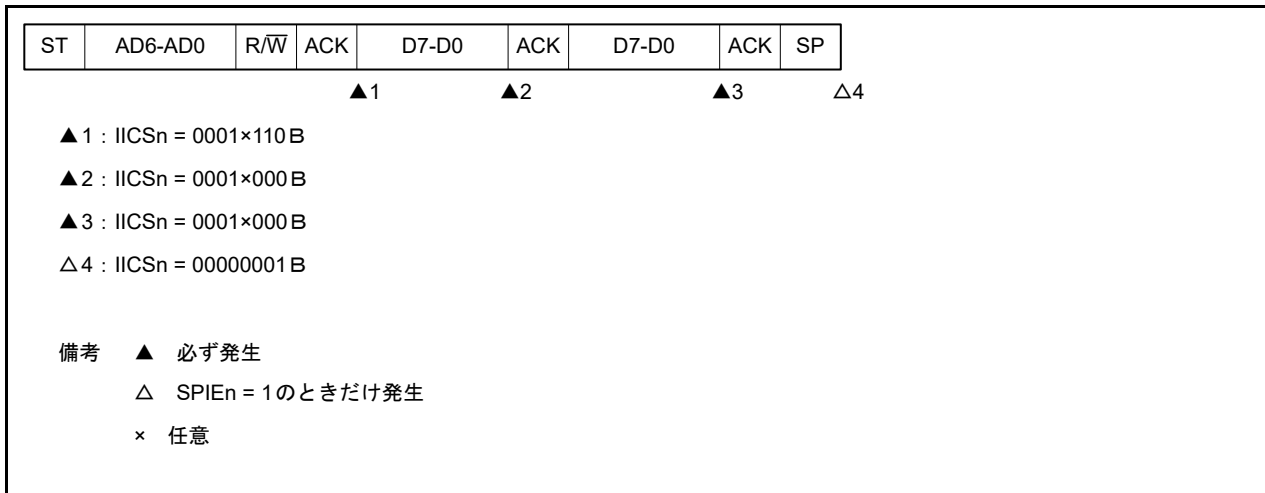 ST AD6-AD0 R/W̅ ACK D7-D0 ACK D7-D0 ACK SP
▲1 ▲2 ▲3 △4
▲1：IICSn = 0001×110B
▲2：IICSn = 0001×000B
▲3：IICSn = 0001×000B
△4：IICSn = 00000001B
備考 ▲ 必ず発生
△ SPIEn = 1のときだけ発生
× 任意